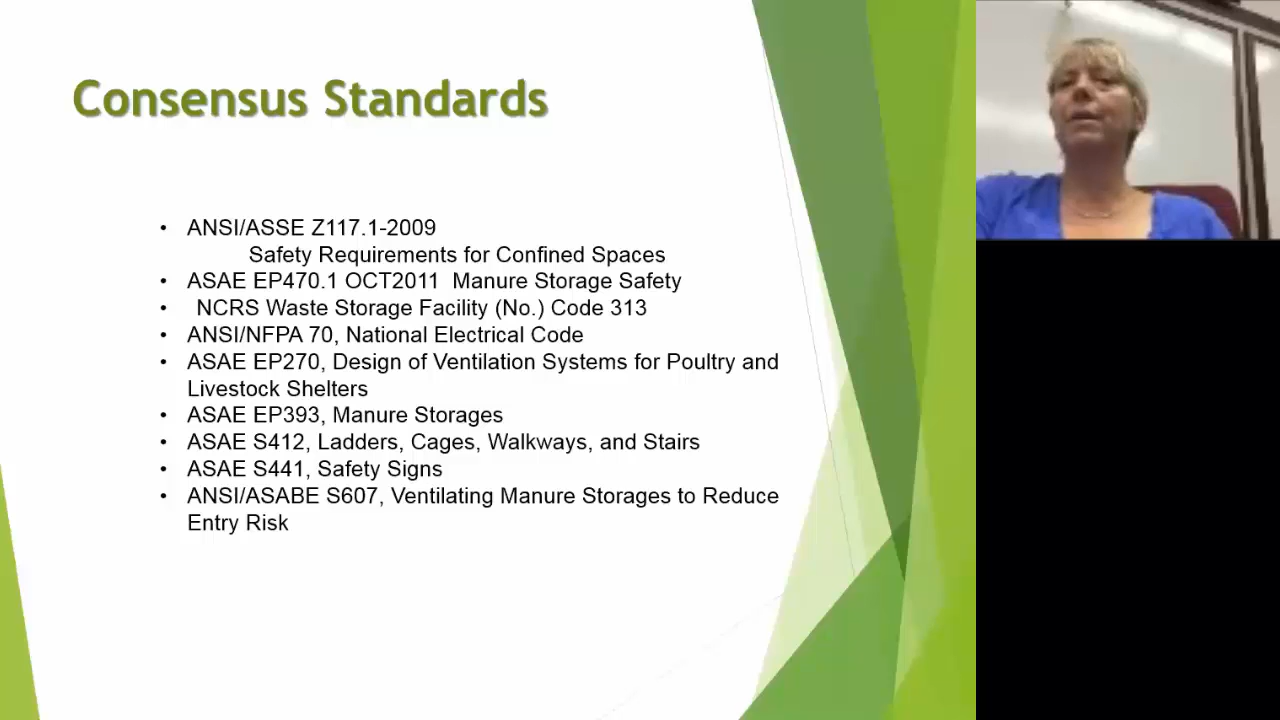 Consensus Standards
• ANSI/ASSE Z117.1-2009
Safety Requirements for Confined Spaces
• ASAE EP470.1 OCT2011  Manure Storage Safety
• NCRS Waste Storage Facility (No.) Code 313
• ANSI/NFPA 70, National Electrical Code
• ASAE EP270, Design of Ventilation Systems for Poultry and
Livestock Shelters
• ASAE EP393, Manure Storages
• ASAE S412, Ladders, Cages, Walkways, and Stairs
• ASAE S441, Safety Signs
• ANSI/ASABE S607, Ventilating Manure Storages to Reduce
Entry Risk